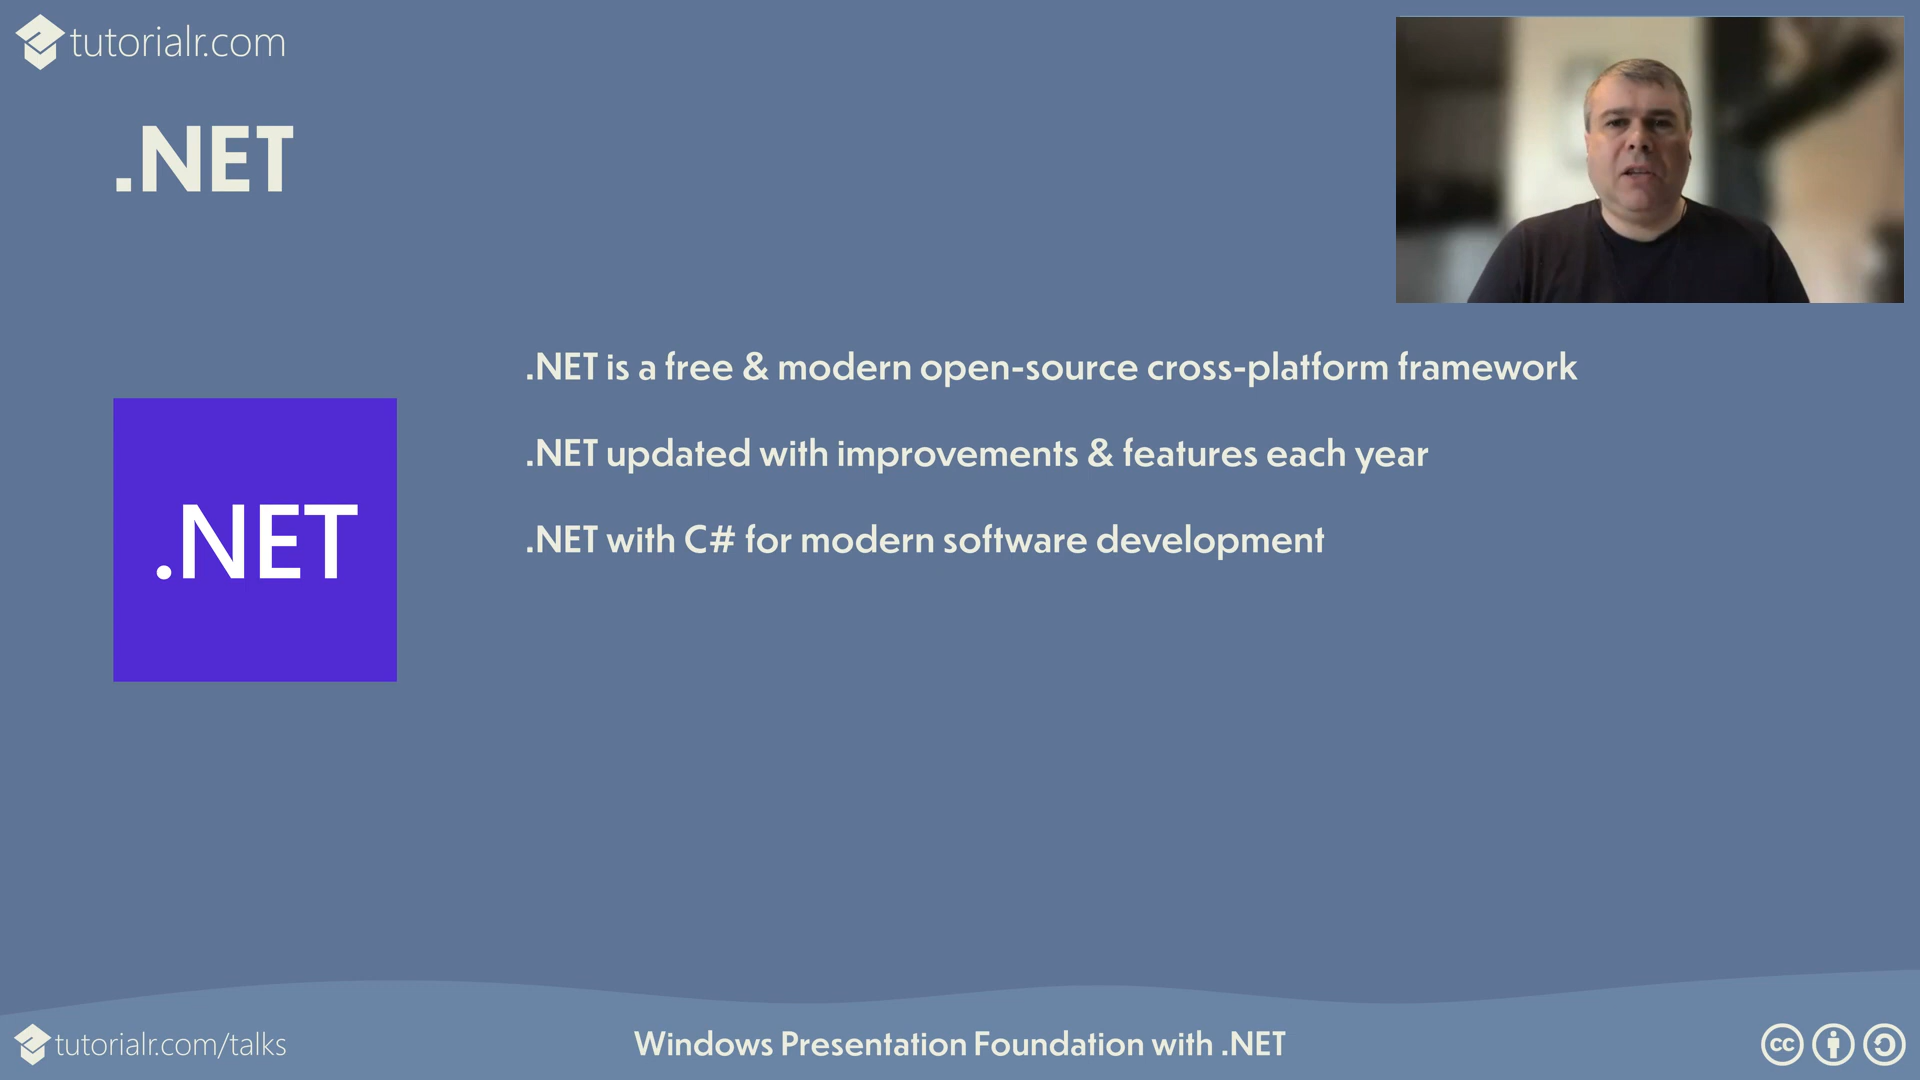 tutorialr.com
.NET
.NET is a free & modern open-source cross-platform framework
.NET updated with improvements & features each year
.NET
.NET with C# for modern software development
tutorialr.com/talks
Windows Presentation Foundation with .NET
cc